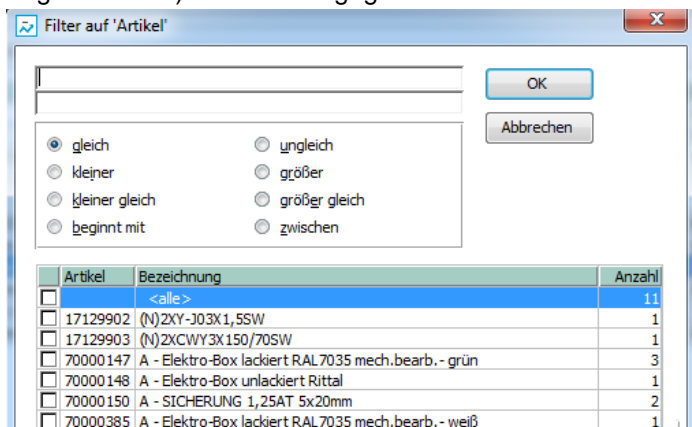 Filter auf 'Artikel'
OK
Abbrechen
gleich ungleich
kleiner größer
kleiner gleich größer gleich
beginnt mit zwischen
Artikel Bezeichnung Anzahl
<alle> 11
17129902 (N)2XY-J03X1,5SW 1
17129903 (N)2XCWY3X150/70SW 1
70000147 A - Elektro-Box lackiert RAL7035 mech.bearb.- grün 3
70000148 A - Elektro-Box unlackiert Rittal 1
70000150 A - SICHERUNG 1,25AT 5x20mm 2
70000385 A - Elektro-Box lackiert RAL7035 mech.bearb.- weiß 1